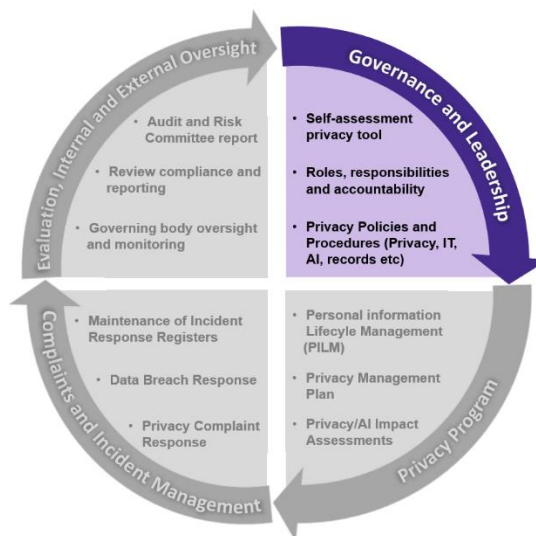 Evaluation, Internal and External Oversight
• Audit and Risk
Committee report
• Review compliance and
reporting
• Governing body oversight
and monitoring
Governance and Leadership
• Self-assessment
privacy tool
• Roles, responsibilities
and accountability
• Privacy Policies and
Procedures (Privacy, IT,
AI, records etc)
Complaints and Incident Management
• Maintenance of Incident
Response Registers
• Data Breach Response
• Privacy Complaint
Response
• Personal information
Lifecyle Management
(PILM)
• Privacy Management
Plan
• Privacy/AI Impact
Assessments
Privacy Program